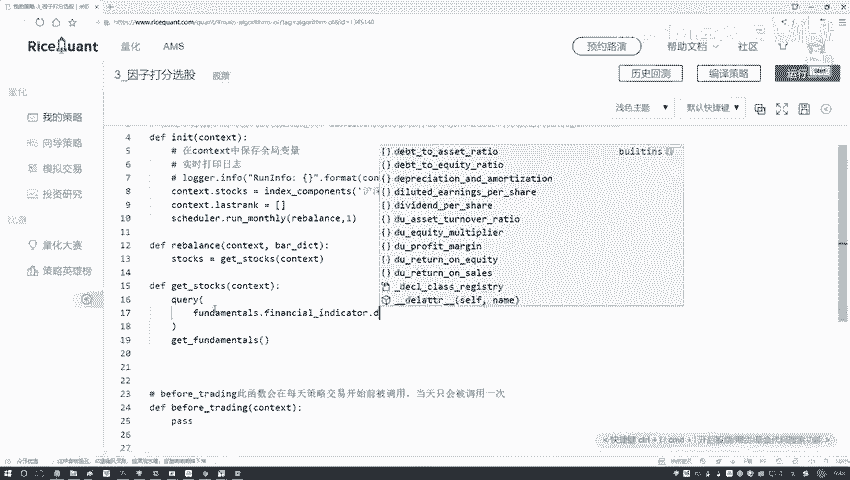 https://www.ricequant.com/quant/
RiceQuant
量化
AMS
预约路演
帮助文档
社区
3_因子打分选股
股票
历史回测
编译策略
运行
Start
浅色主题
默认快捷键
量化
我的策略
向导策略
模拟交易
投资研究
比赛
量化大赛
策略英雄榜
4 def init(context):
5 # 在context中保存全局变量
6 # 实时打印日志
7 # logger.info("RunInfo: {}".format(con
8 context.stocks = index_components('沪深
9 context.lastrank = []
10 scheduler.run_monthly(rebalance,1)
11
12 def rebalance(context, bar_dict):
13 stocks = get_stocks(context)
14
15 def get_stocks(context):
16 query(
17 fundamentals.financial_indicator.d
18 )
19 get_fundamentals()
20
21
22
23 # before_trading此函数会在每天策略交易开始前被调用，当天只会被调用一次
24 def before_trading(context):
25 pass
26
27
debt_to_asset_ratio builtins
debt_to_equity_ratio
depreciation_and_amortization
diluted_earnings_per_share
dividend_per_share
du_asset_turnover_ratio
du_equity_multiplier
du_profit_margin
du_return_on_equity
du_return_on_sales
_decl_class_registry
__delattr__(self, name)